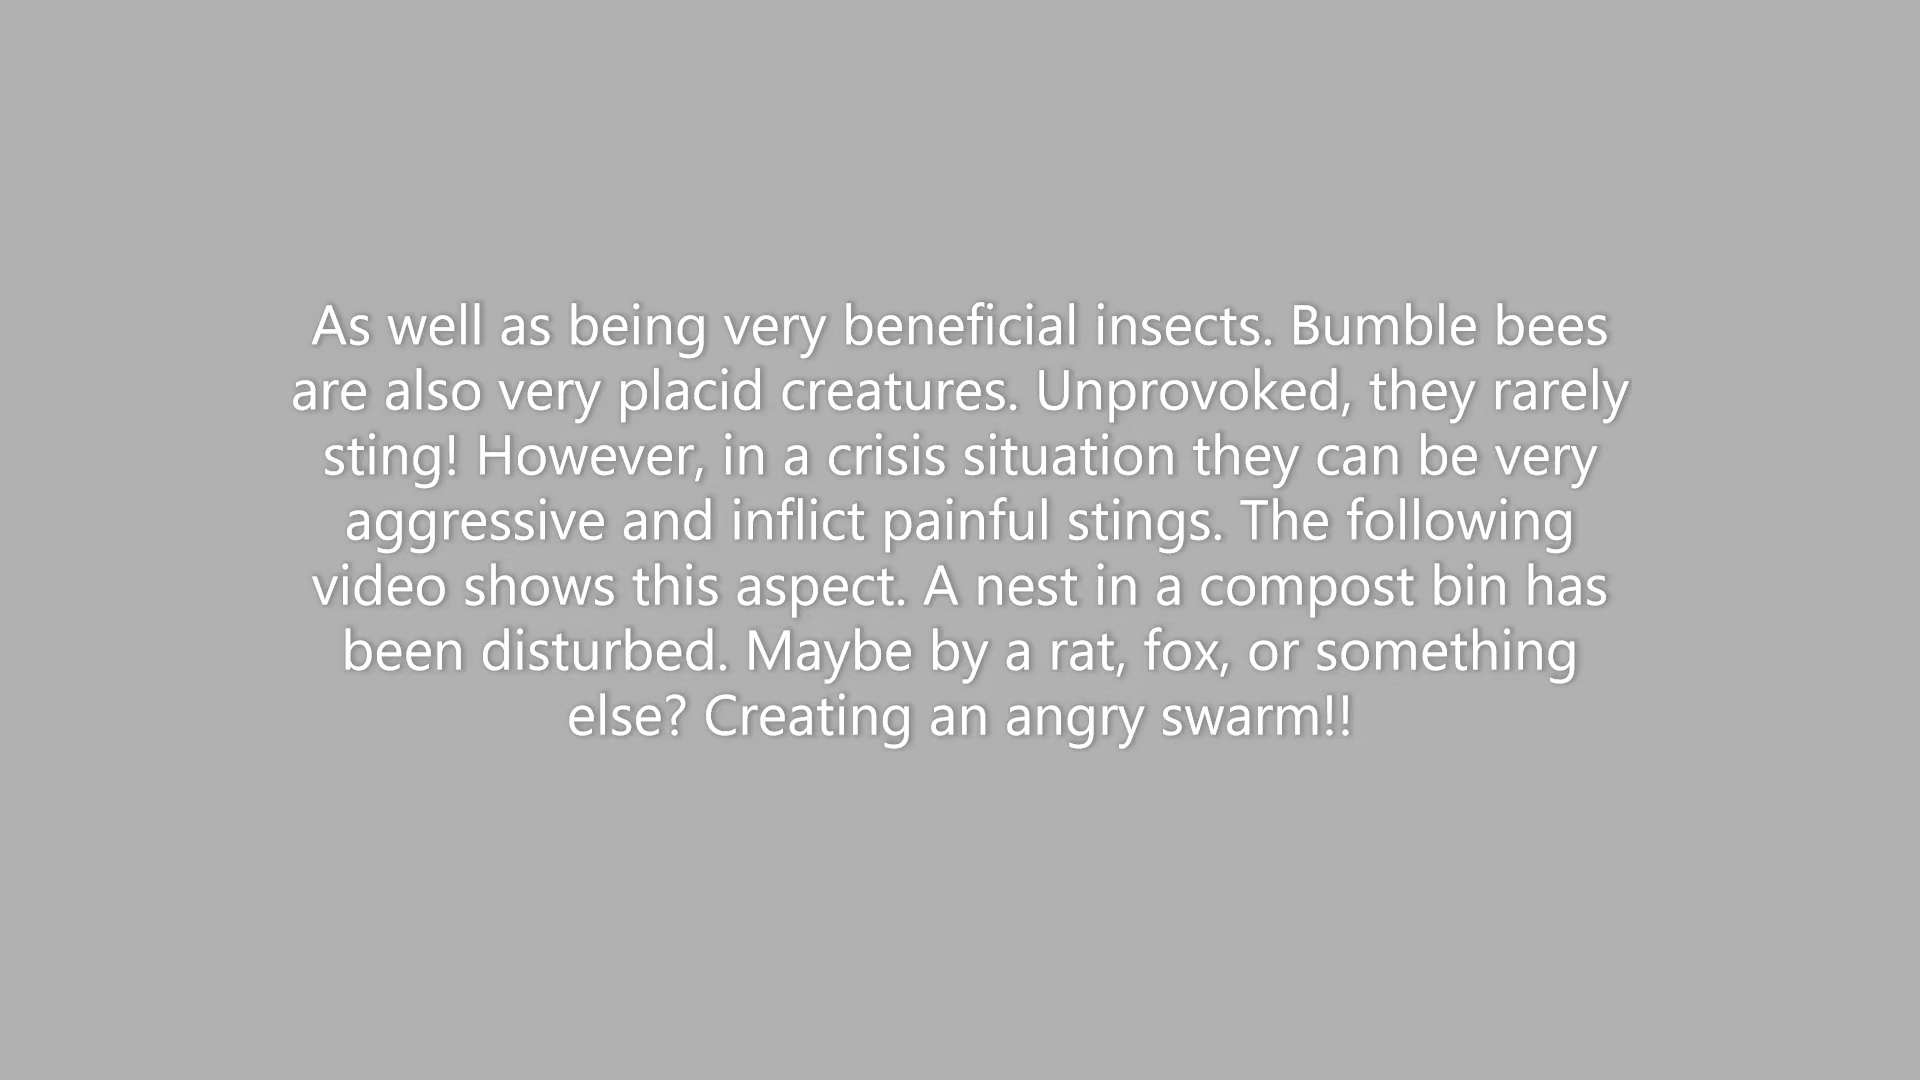 As well as being very beneficial insects. Bumble bees
are also very placid creatures. Unprovoked, they rarely
sting! However, in a crisis situation they can be very
aggressive and inflict painful stings. The following
video shows this aspect. A nest in a compost bin has
been disturbed. Maybe by a rat, fox, or something
else? Creating an angry swarm!!